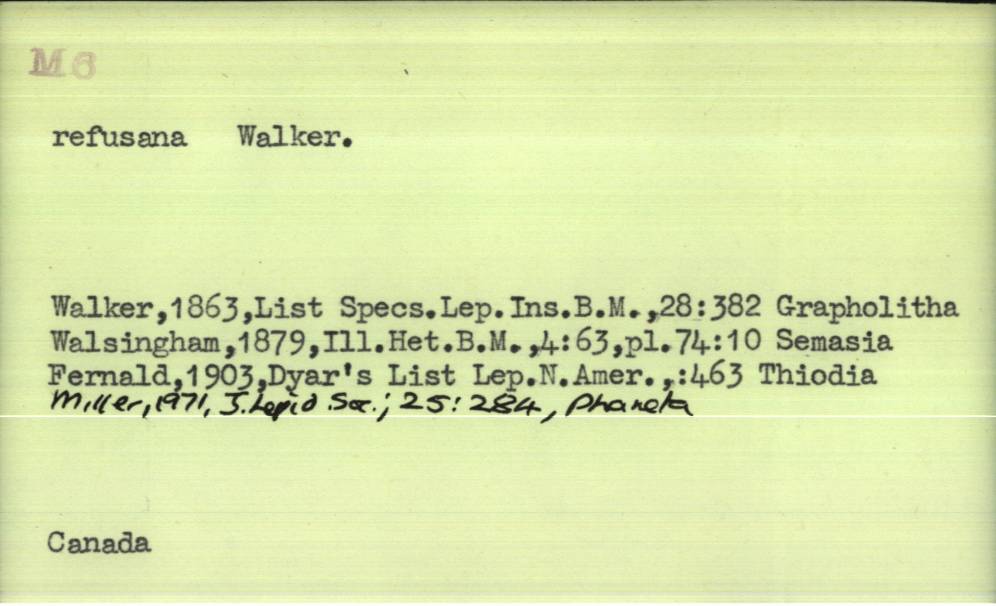 M6
refusana Walker.
Walker,1863,List Specs.Lep.Ins.B.M.,28:382 Grapholitha
Walsingham,1879,Ill.Het.B.M.,4:63,pl.74:10 Semasia
Fernald,1903,Dyar's List Lep.N.Amer.,:463 Thiodia
Miller,1971, J.Lepid.Soc.; 25:284, Phaneta
Canada